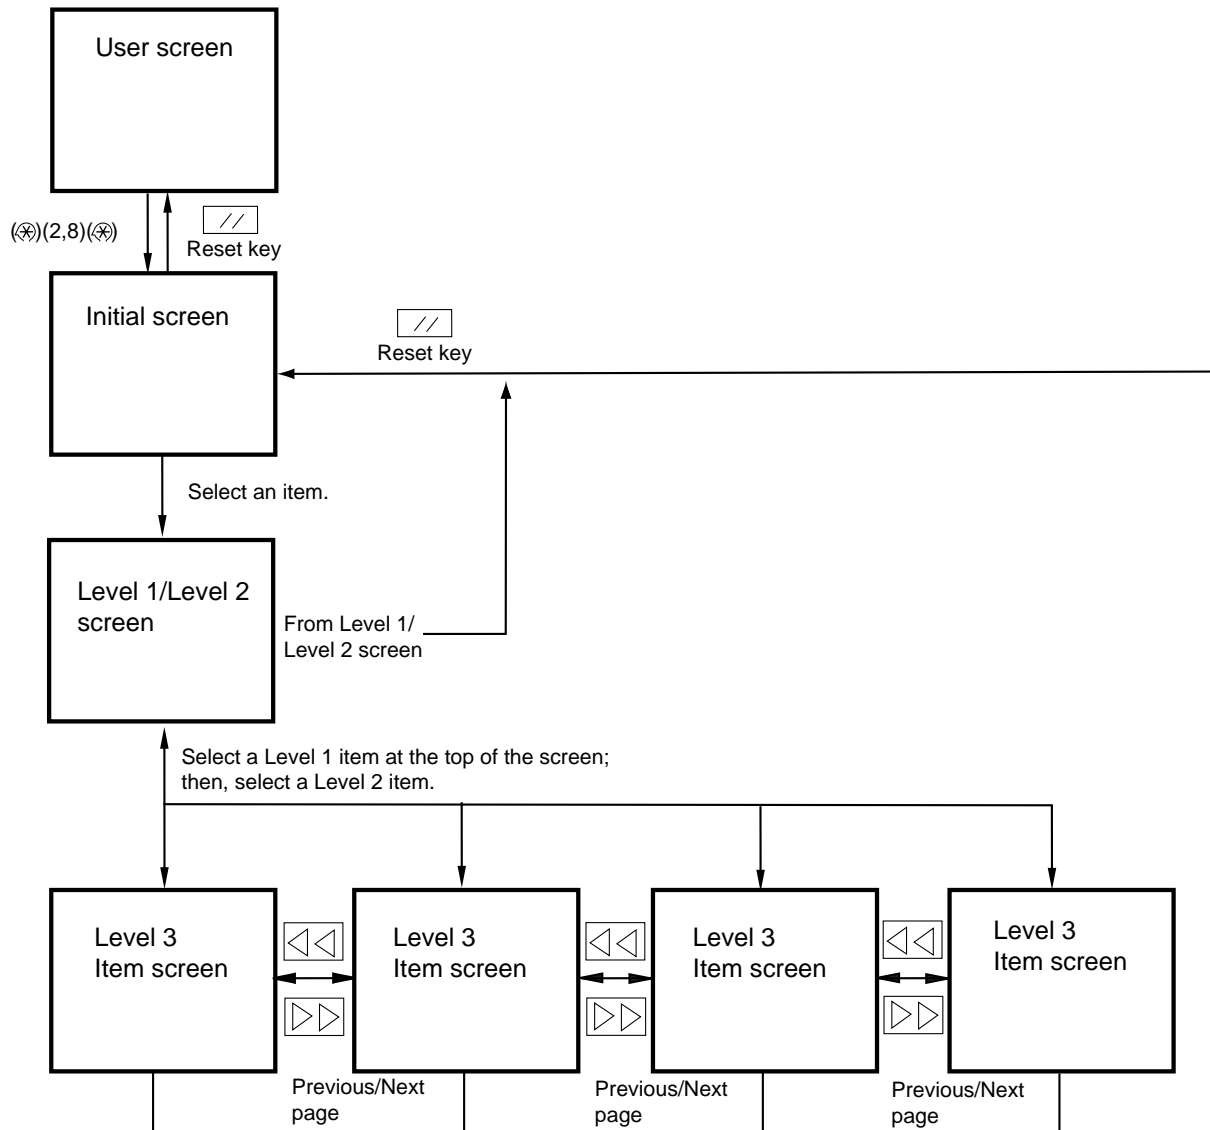 User screen
(✳)(2,8)(✳)
Reset key
Initial screen
Reset key
Select an item.
Level 1/Level 2
screen
From Level 1/
Level 2 screen
Select a Level 1 item at the top of the screen;
then, select a Level 2 item.
Level 3
Item screen
Level 3
Item screen
Level 3
Item screen
Level 3
Item screen
Previous/Next
page
Previous/Next
page
Previous/Next
page